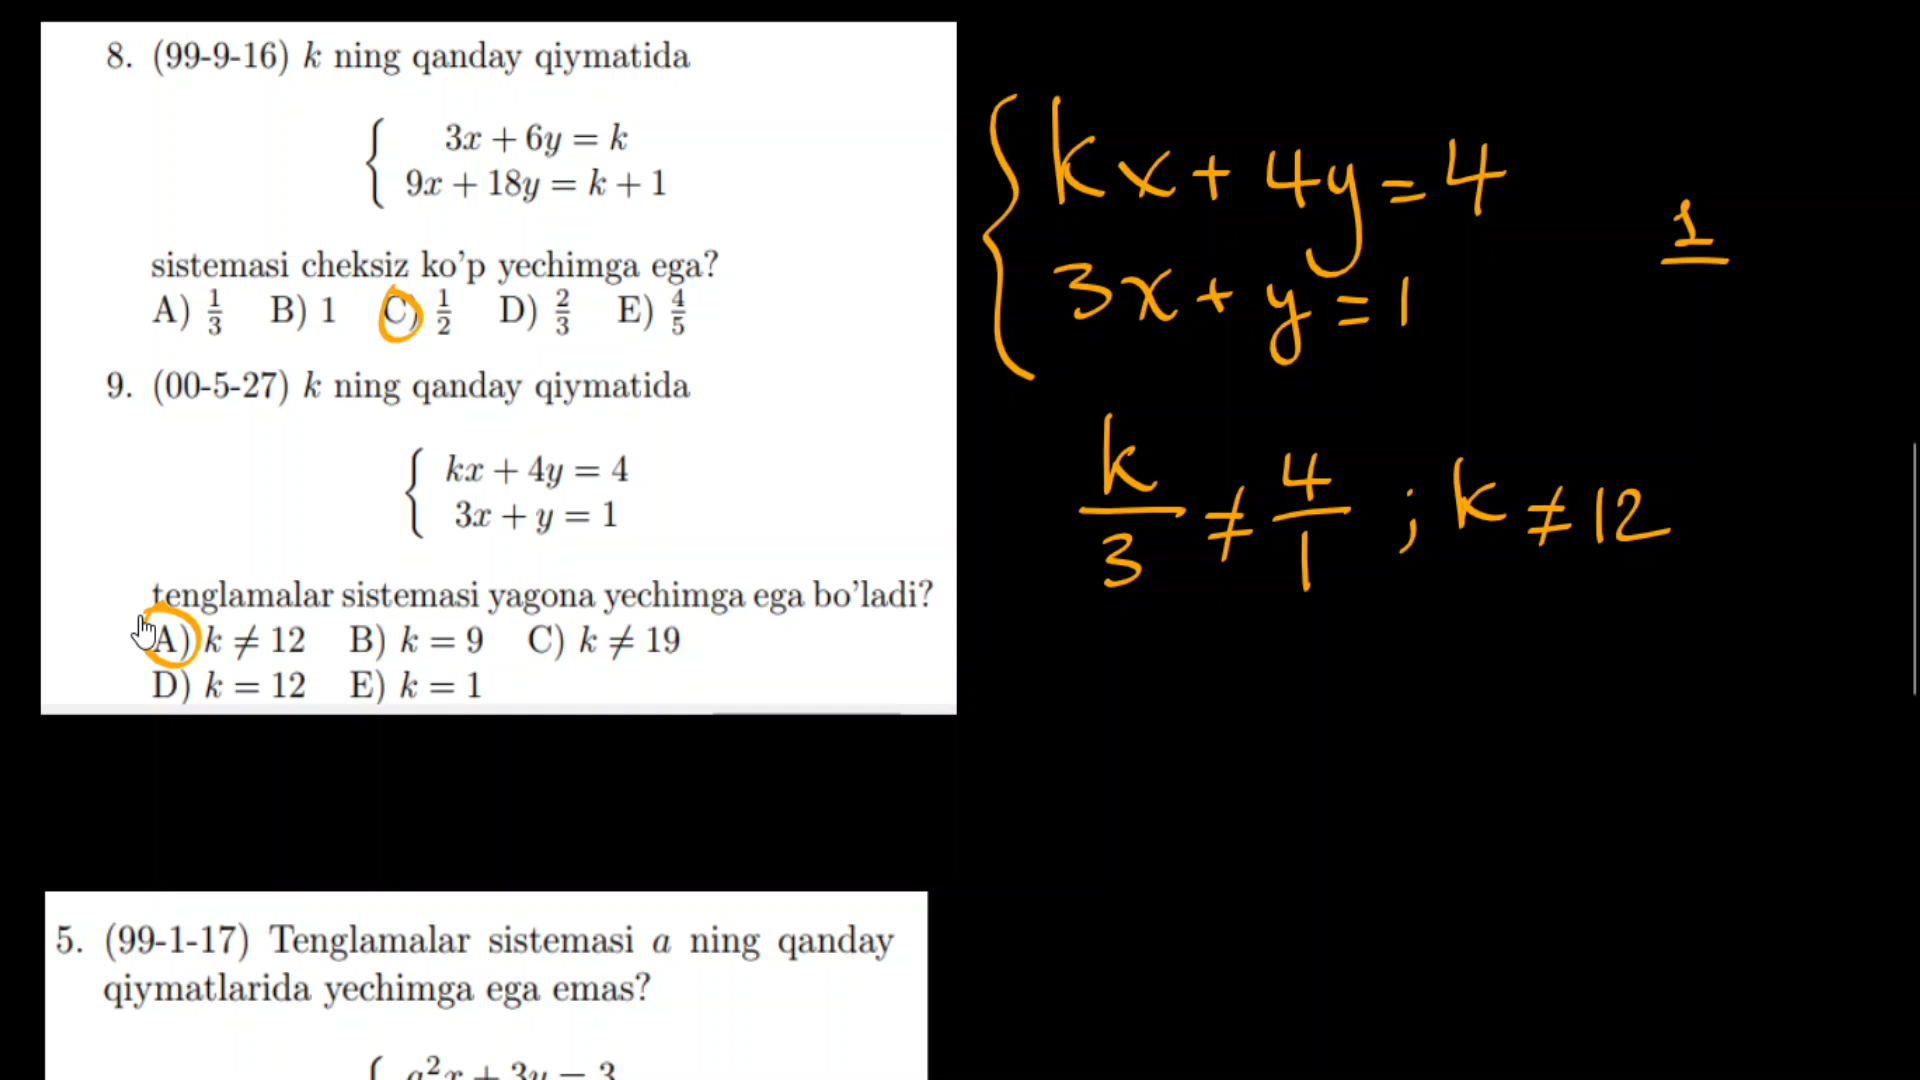 8. (99-9-16) k ning qanday qiymatida
{ 3x + 6y = k
9x + 18y = k + 1
sistemasi cheksiz ko'p yechimga ega?
A) 1/3 B) 1 C) 1/2 D) 2/3 E) 4/5
9. (00-5-27) k ning qanday qiymatida
{ kx + 4y = 4
3x + y = 1
tenglamalar sistemasi yagona yechimga ega bo'ladi?
A) k ≠ 12 B) k = 9 C) k ≠ 19
D) k = 12 E) k = 1
{ kx + 4y = 4
3x + y = 1
1
k/3 ≠ 4/1 ; k ≠ 12
5. (99-1-17) Tenglamalar sistemasi a ning qanday
qiymatlarida yechimga ega emas?
{ a²x + 3y = 3